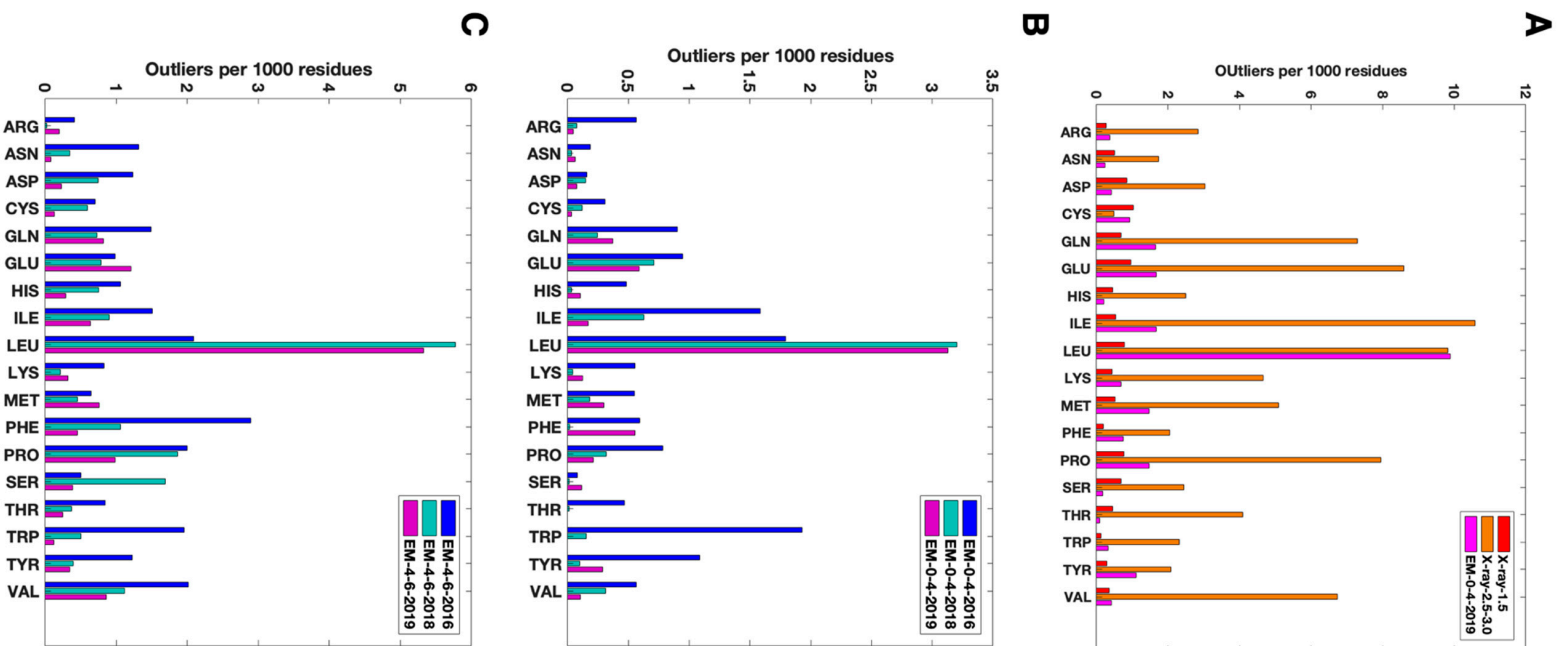 A
OUtliers per 1000 residues
12
10
8
6
4
2
0
X-ray-1.5
X-ray-2.5-3.0
EM-0-4-2019
ARG
ASN
ASP
CYS
GLN
GLU
HIS
ILE
LEU
LYS
MET
PHE
PRO
SER
THR
TRP
TYR
VAL
B
Outliers per 1000 residues
3.5
3
2.5
2
1.5
1
0.5
0
EM-0-4-2016
EM-0-4-2018
EM-0-4-2019
ARG
ASN
ASP
CYS
GLN
GLU
HIS
ILE
LEU
LYS
MET
PHE
PRO
SER
THR
TRP
TYR
VAL
C
Outliers per 1000 residues
6
5
4
3
2
1
0
EM-4-6-2016
EM-4-6-2018
EM-4-6-2019
ARG
ASN
ASP
CYS
GLN
GLU
HIS
ILE
LEU
LYS
MET
PHE
PRO
SER
THR
TRP
TYR
VAL